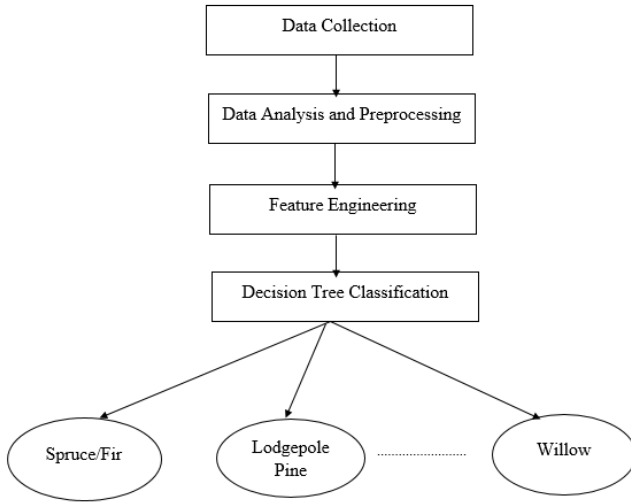 Data Collection
Data Analysis and Preprocessing
Feature Engineering
Decision Tree Classification
Spruce/Fir
Lodgepole
Pine
Willow